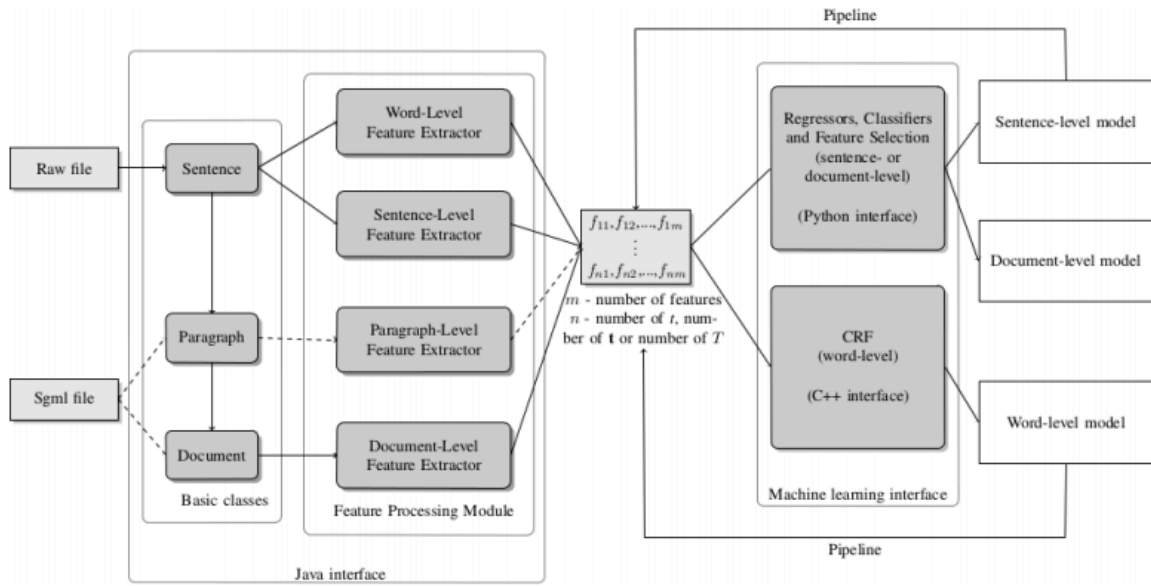 Pipeline
Raw file
Sgml file
Sentence
Paragraph
Document
Basic classes
Word-Level
Feature Extractor
Sentence-Level
Feature Extractor
Paragraph-Level
Feature Extractor
Document-Level
Feature Extractor
Feature Processing Module
Java interface
f11,f12,...,f1m
⋮
fn1,fn2,...,fnm
m - number of features
n - number of t, num-
ber of t or number of T
Regressors, Classifiers
and Feature Selection
(sentence- or
document-level)
(Python interface)
CRF
(word-level)
(C++ interface)
Machine learning interface
Sentence-level model
Document-level model
Word-level model
Pipeline